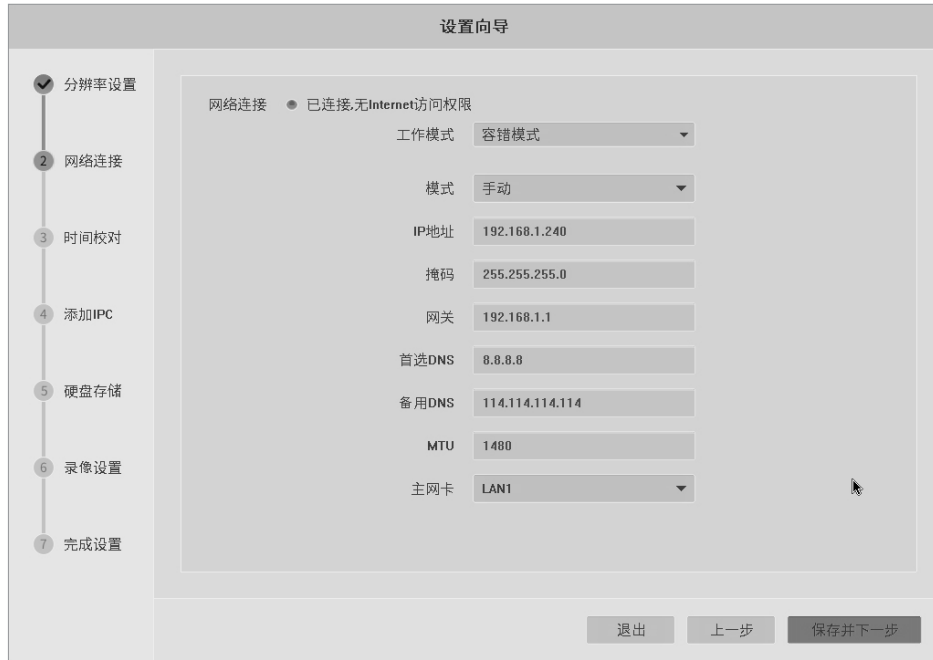 设置向导
分辨率设置
2 网络连接
3 时间校对
4 添加IPC
5 硬盘存储
6 录像设置
7 完成设置
网络连接 已连接,无Internet访问权限
工作模式 容错模式
模式 手动
IP地址 192.168.1.240
掩码 255.255.255.0
网关 192.168.1.1
首选DNS 8.8.8.8
备用DNS 114.114.114.114
MTU 1480
主网卡 LAN1
退出 上一步 保存并下一步